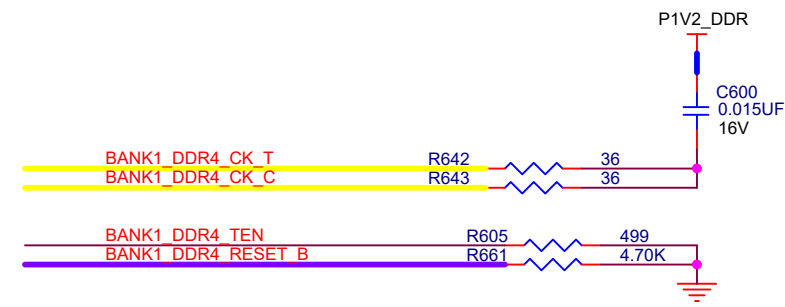 P1V2_DDR
C600
0.015UF
16V
BANK1_DDR4_CK_T R642 36
BANK1_DDR4_CK_C R643 36
BANK1_DDR4_TEN R605 499
BANK1_DDR4_RESET_B R661 4.70K